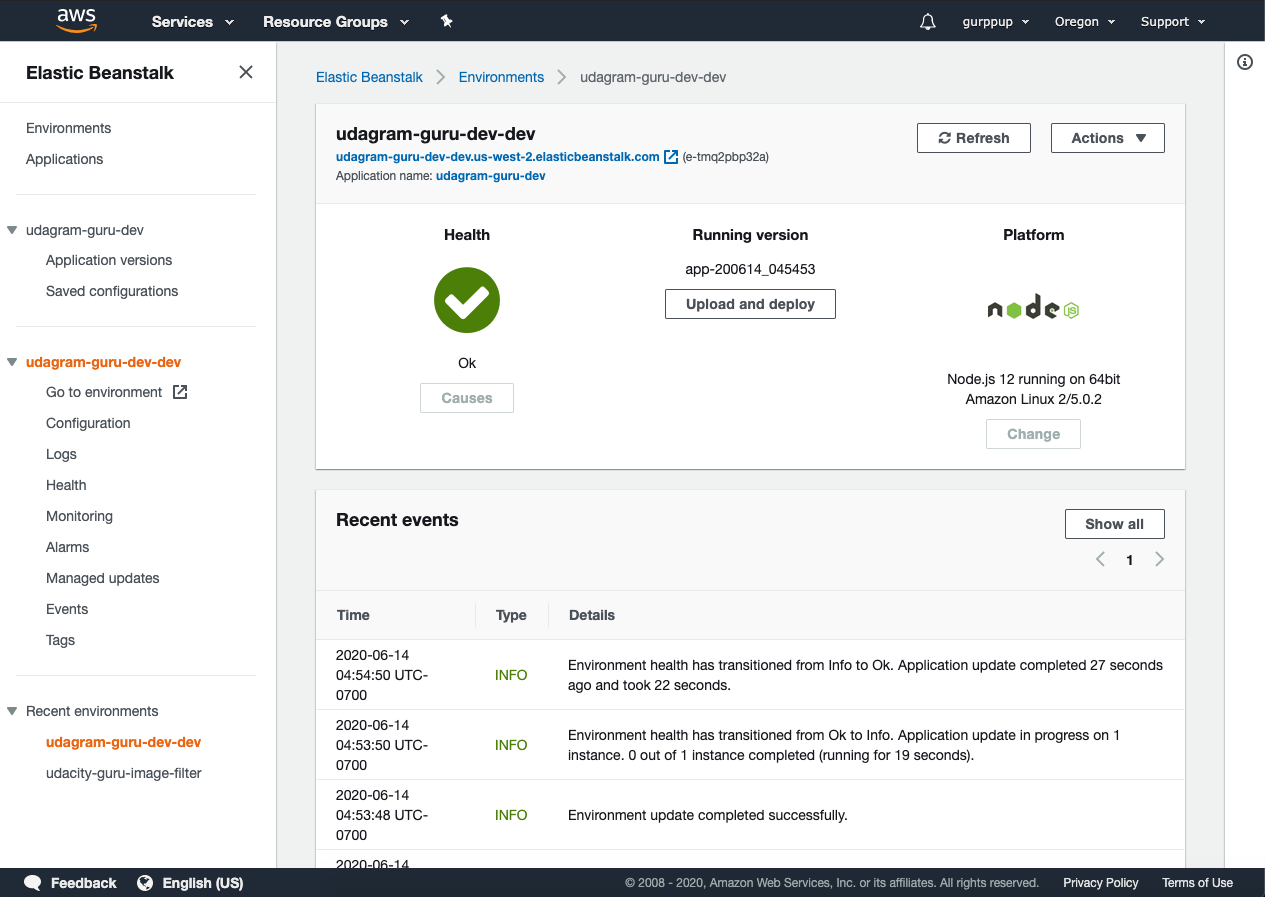 aws
Services
Resource Groups
gurppup
Oregon
Support
Elastic Beanstalk
Environments
Applications
udagram-guru-dev
Application versions
Saved configurations
udagram-guru-dev-dev
Go to environment
Configuration
Logs
Health
Monitoring
Alarms
Managed updates
Events
Tags
Recent environments
udagram-guru-dev-dev
udacity-guru-image-filter
Elastic Beanstalk
Environments
udagram-guru-dev-dev
udagram-guru-dev-dev
udagram-guru-dev-dev.us-west-2.elasticbeanstalk.com (e-tmq2pbp32a)
Application name: udagram-guru-dev
Refresh
Actions
Health
Ok
Causes
Running version
app-200614_045453
Upload and deploy
Platform
node
JS
Node.js 12 running on 64bit
Amazon Linux 2/5.0.2
Change
Recent events
Show all
1
Time
Type
Details
2020-06-14
04:54:50 UTC-
0700
INFO
Environment health has transitioned from Info to Ok. Application update completed 27 seconds
ago and took 22 seconds.
2020-06-14
04:53:50 UTC-
0700
INFO
Environment health has transitioned from Ok to Info. Application update in progress on 1
instance. 0 out of 1 instance completed (running for 19 seconds).
2020-06-14
04:53:48 UTC-
0700
INFO
Environment update completed successfully.
2020-06-14
Feedback
English (US)
© 2008 - 2020, Amazon Web Services, Inc. or its affiliates. All rights reserved.
Privacy Policy
Terms of Use